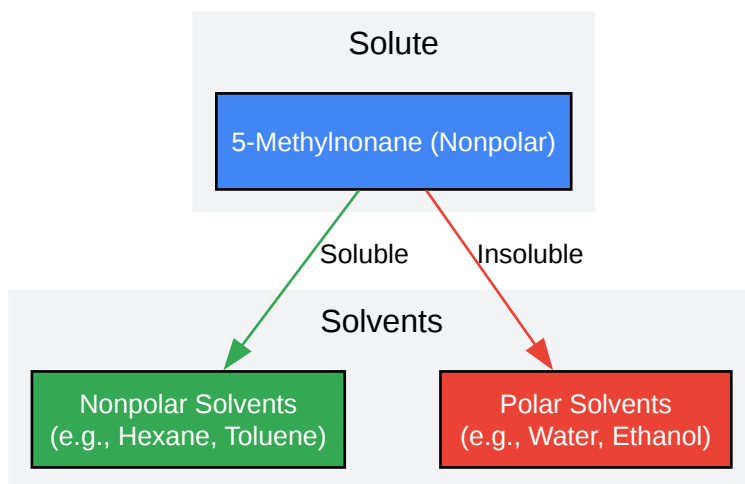 Solute
5-Methylnonane (Nonpolar)
Soluble
Insoluble
Solvents
Nonpolar Solvents
(e.g., Hexane, Toluene)
Polar Solvents
(e.g., Water, Ethanol)